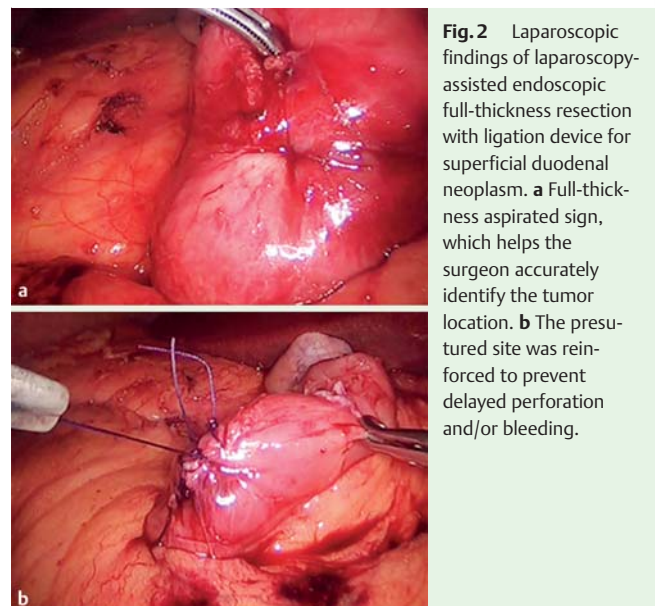 a
b
Fig. 2 Laparoscopic
findings of laparoscopy-
assisted endoscopic
full-thickness resection
with ligation device for
superficial duodenal
neoplasm. a Full-thick-
ness aspirated sign,
which helps the
surgeon accurately
identify the tumor
location. b The presu-
tured site was rein-
forced to prevent
delayed perforation
and/or bleeding.